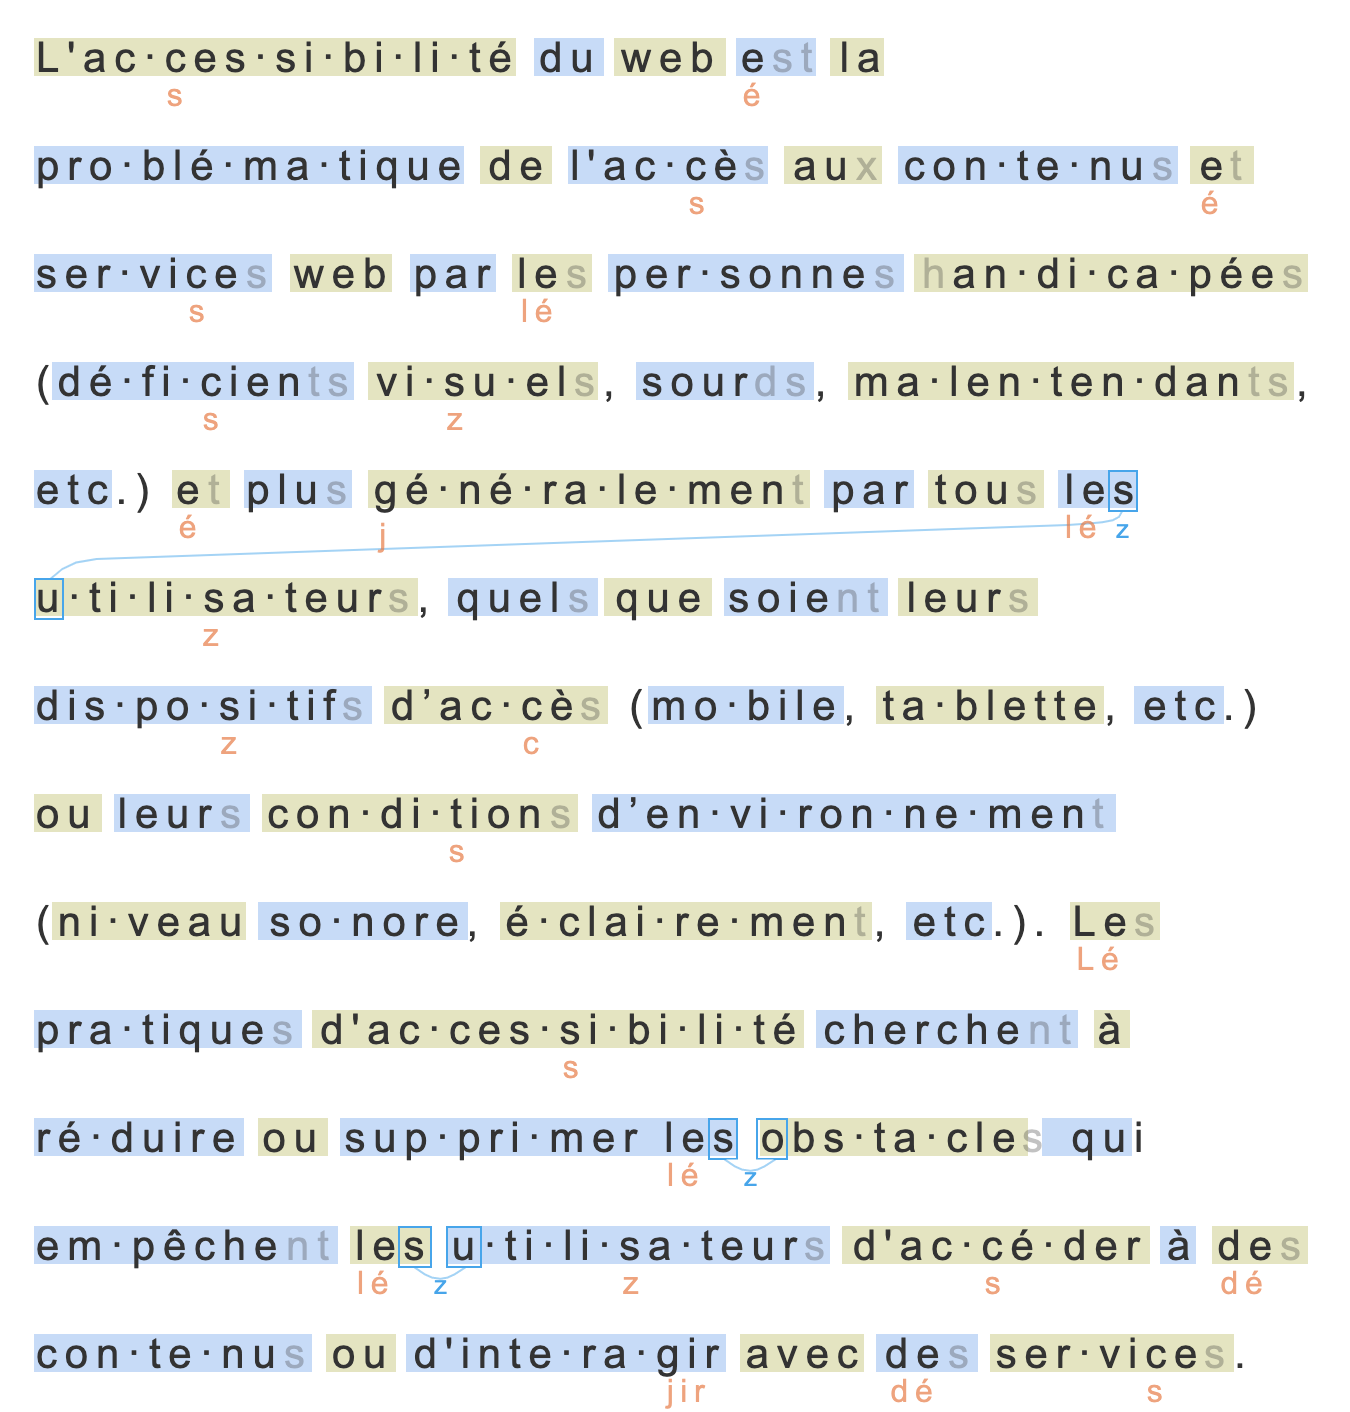 L'ac·ces·si·bi·li·té du web est la
s é
pro·blé·ma·tique de l'ac·cès aux con·te·nus et
s é
ser·vices web par les per·sonnes han·di·ca·pées
s lé
(dé·fi·cients vi·su·els, sourds, ma·len·ten·dants,
s z
etc.) et plus gé·né·ra·le·ment par tous les
é j lé z
u·ti·li·sa·teurs, quels que soient leurs
z
dis·po·si·tifs d’ac·cès (mo·bile, ta·blette, etc.)
z c
ou leurs con·di·tions d’en·vi·ron·ne·ment
s
(ni·veau so·nore, é·clai·re·ment, etc.). Les
Lé
pra·tiques d'ac·ces·si·bi·li·té cherchent à
s
ré·duire ou sup·pri·mer les obs·ta·cles qui
lé z
em·pêchent les u·ti·li·sa·teurs d'ac·cé·der à des
lé z z s dé
con·te·nus ou d'inte·ra·gir avec des ser·vices.
jir dé s